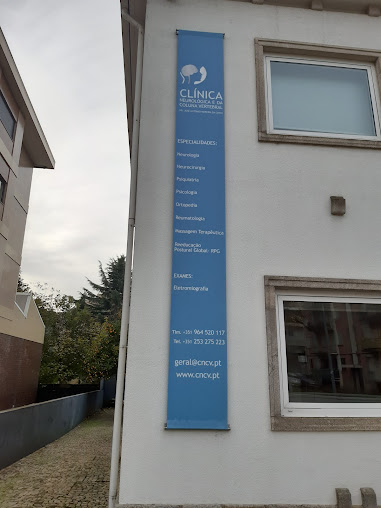 CLÍNICA
NEUROLÓGICA E DA
COLUNA VERTEBRAL
ESPECIALIDADES:
Neurologia
Neurocirurgia
Psiquiatria
Psicologia
Ortopedia
Reumatologia
Massagem Terapêutica
Reeducação
Postural Global- RPG
EXAMES:
Eletromiografia
Tlm. +351 964 520 117
Tel. +351 253 275 223
geral@cncv.pt
www.cncv.pt